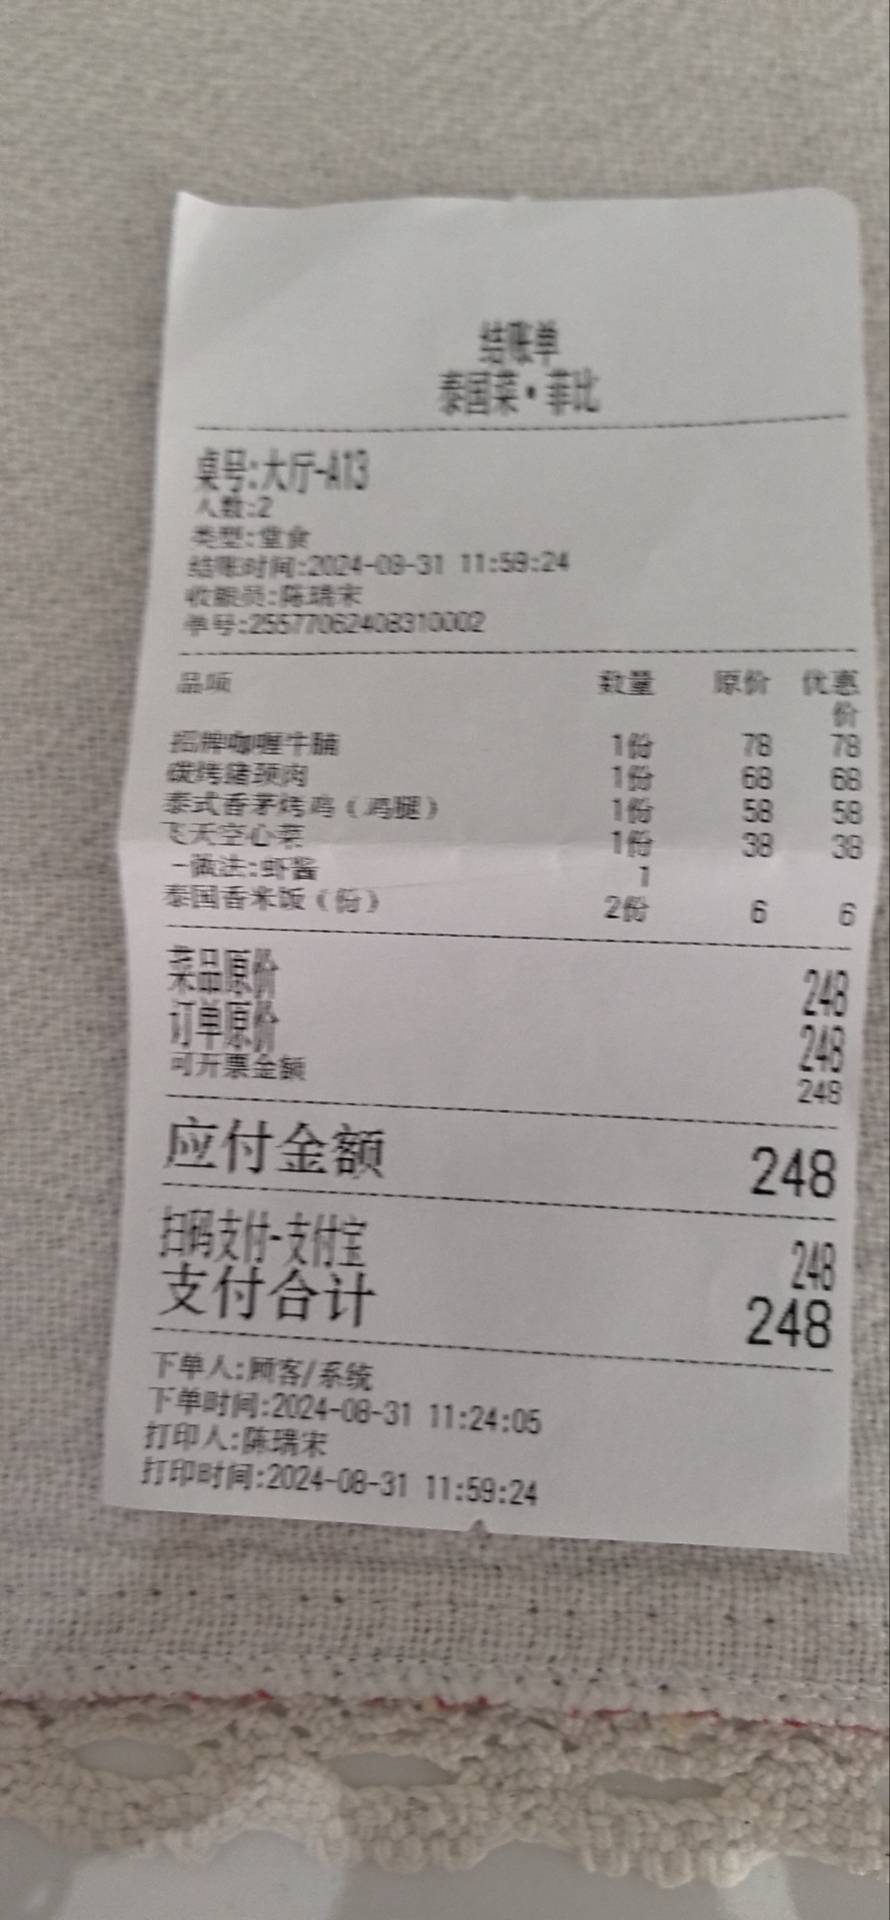 结账单
泰国菜·菲比
桌号:大厅-A13
人数:2
类型:堂食
结账时间:2024-08-31 11:59:24
收银员:陈瑞宋
单号:25577062408310002
品项 数量 原价 优惠价
招牌咖喱牛腩 1份 78 78
碳烤猪颈肉 1份 68 68
泰式香茅烤鸡(鸡腿) 1份 58 58
飞天空心菜 1份 38 38
-做法:虾酱 1
泰国香米饭(份) 2份 6 6
菜品原价 248
订单原价 248
可开票金额 248
应付金额 248
扫码支付-支付宝 248
支付合计 248
下单人:顾客/系统
下单时间:2024-08-31 11:24:05
打印人:陈瑞宋
打印时间:2024-08-31 11:59:24